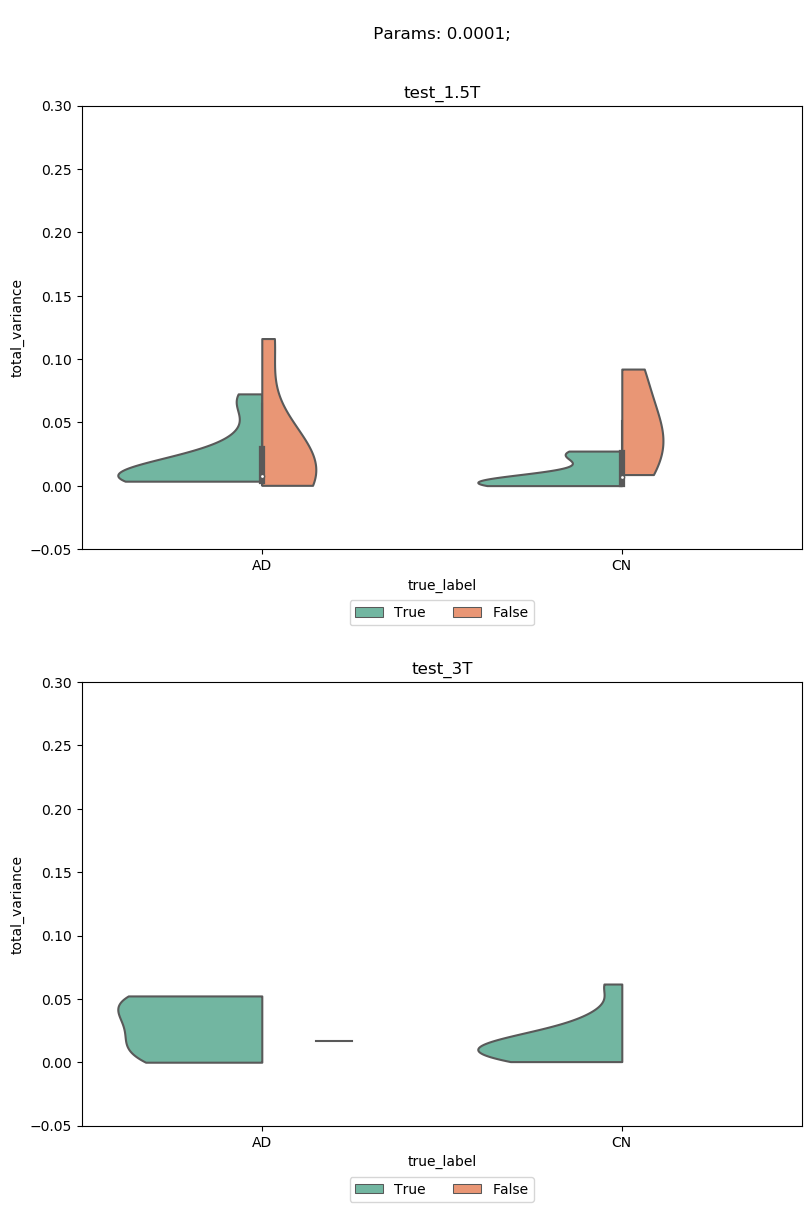 Params: 0.0001;
test_1.5T
0.30
0.25
0.20
0.15
0.10
0.05
0.00
−0.05
total_variance
AD CN
true_label
True False
test_3T
0.30
0.25
0.20
0.15
0.10
0.05
0.00
−0.05
total_variance
AD CN
true_label
True False